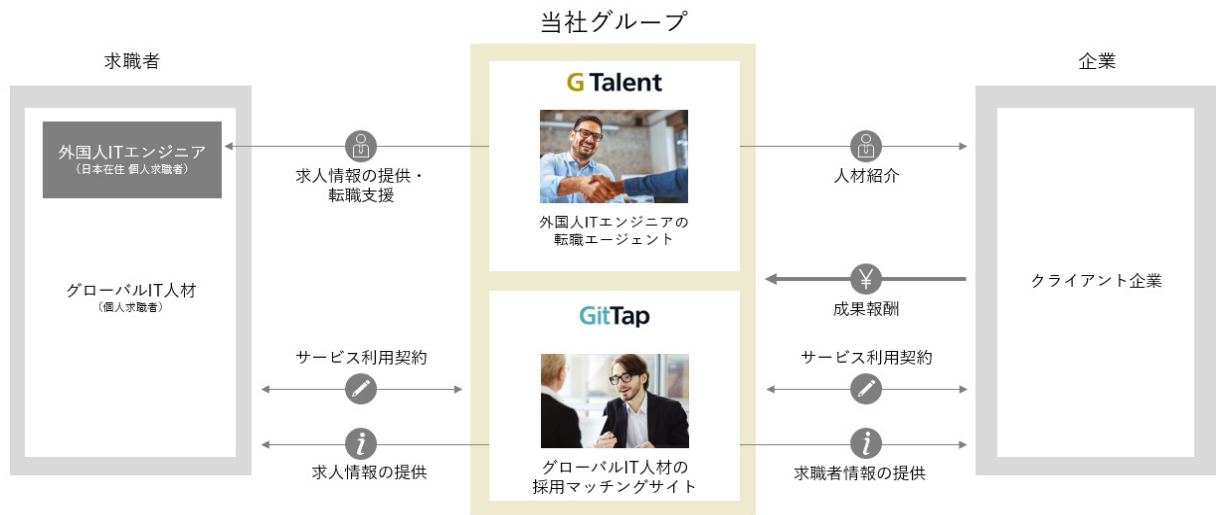 当社グループ
求職者
外国人ITエンジニア
（日本在住 個人求職者）
グローバルIT人材
（個人求職者）
求人情報の提供・
転職支援
サービス利用契約
求人情報の提供
G Talent
外国人ITエンジニアの
転職エージェント
GitTap
グローバルIT人材の
採用マッチングサイト
人材紹介
¥
成果報酬
サービス利用契約
i
i
求職者情報の提供
企業
クライアント企業